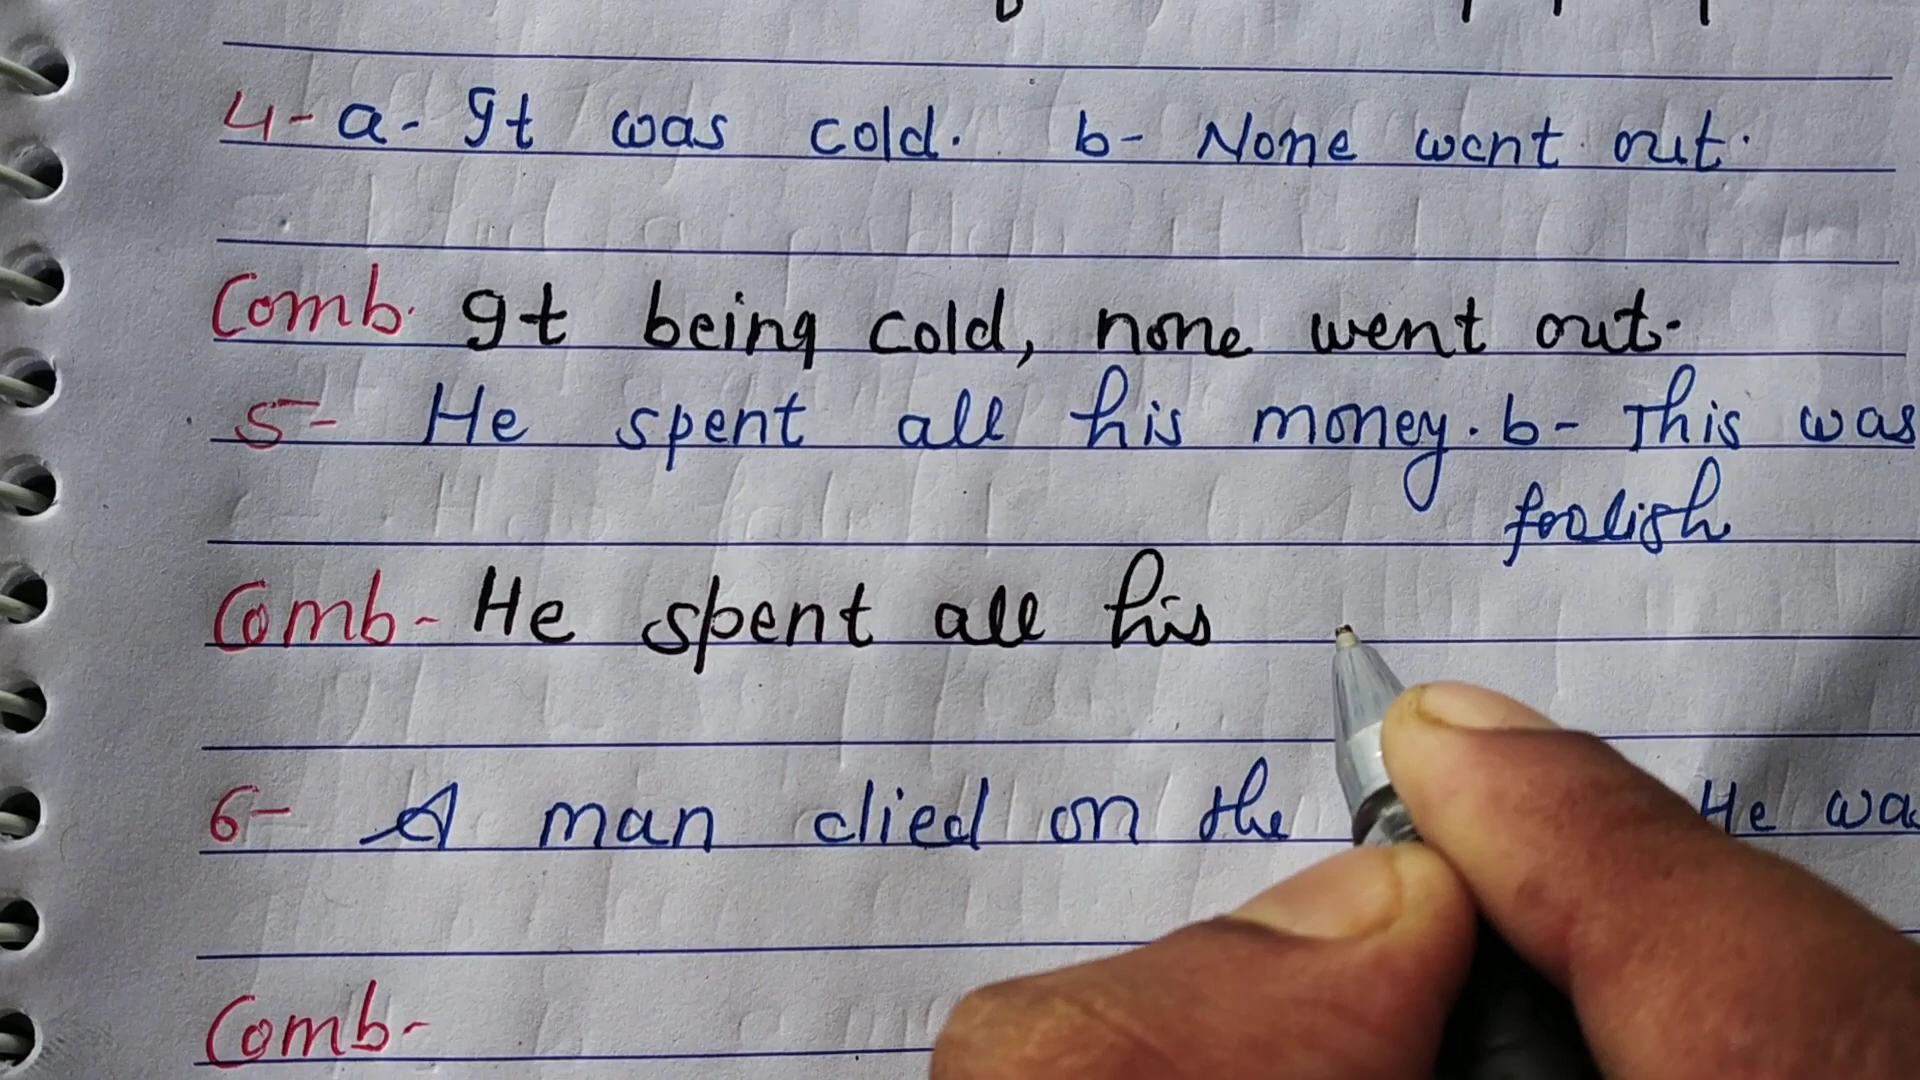 4- a- It was cold. b- None went out.
Comb. It being cold, none went out.
5- He spent all his money. b- This was
foolish
Comb- He spent all his
6- A man died on the He
Comb-